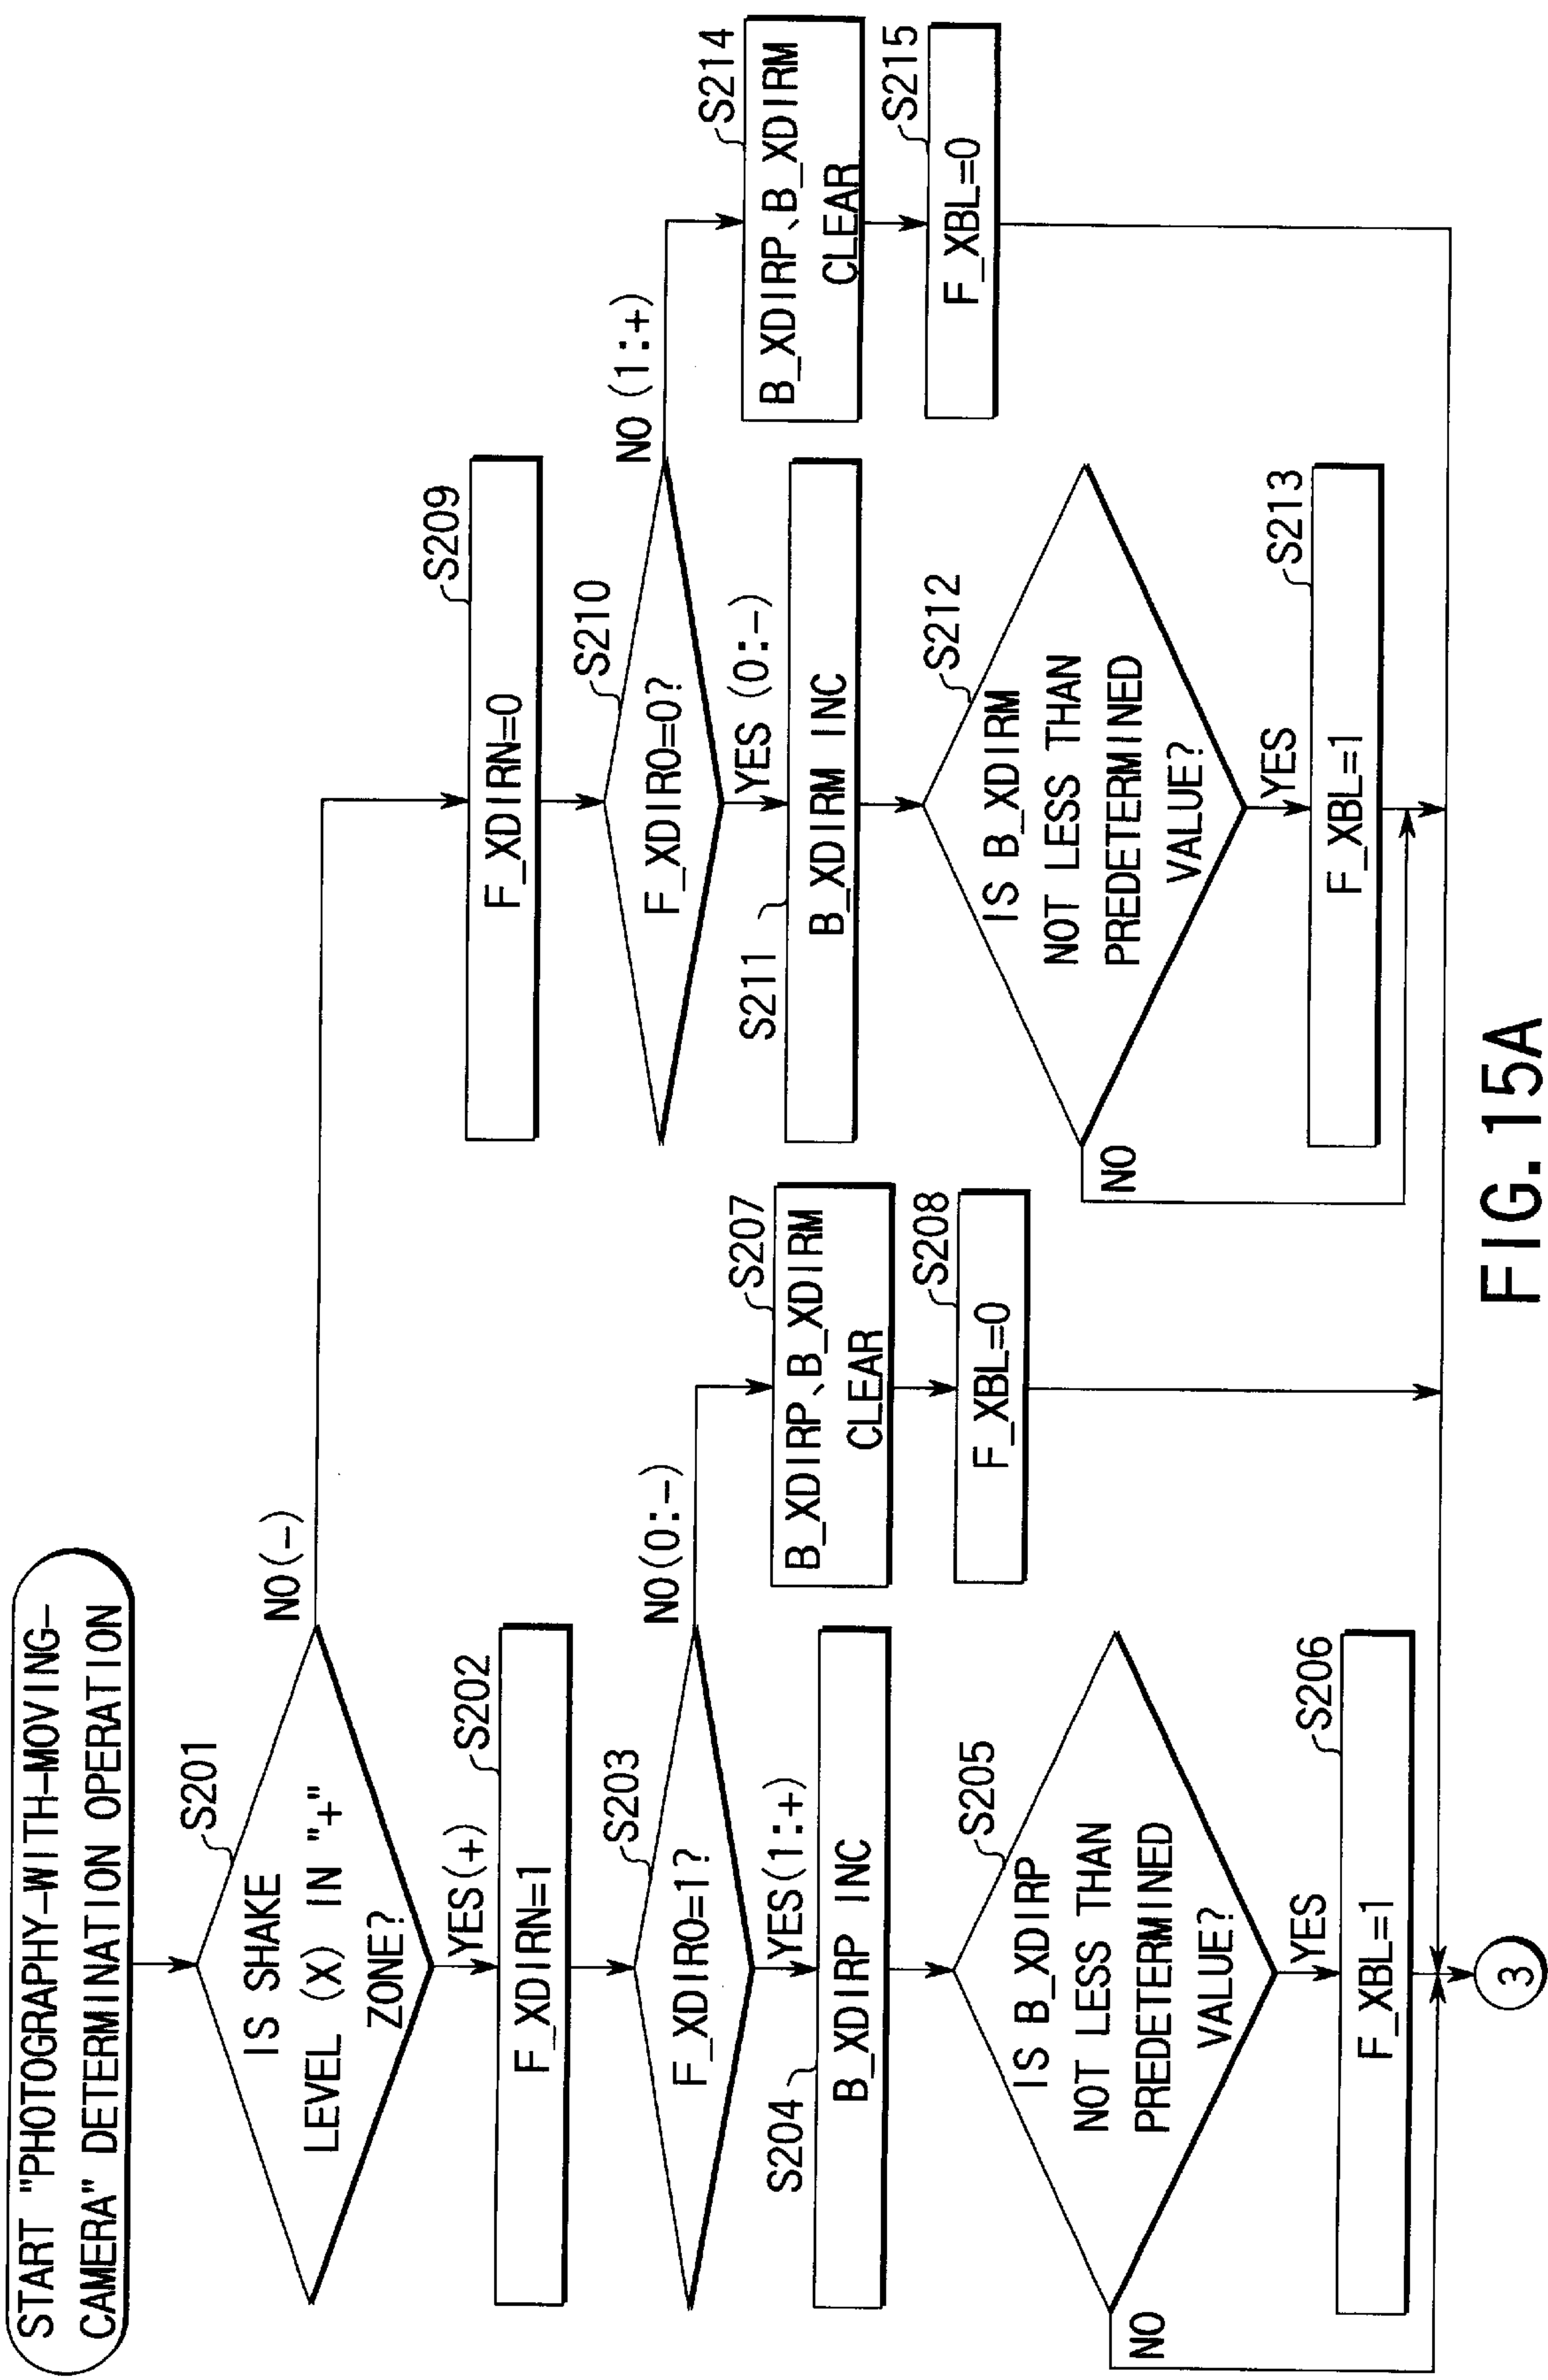 START "PHOTOGRAPHY-WITH-MOVING-
CAMERA" DETERMINATION OPERATION
S201
IS SHAKE
LEVEL (X) IN "+"
ZONE?
NO(-)
YES(+)
S202
F_XDIRN=1
S203
F_XDIRO=1?
NO(0:-)
YES(1:+)
S204
B_XDIRP INC
S205
IS B_XDIRP
NOT LESS THAN
PREDETERMINED
VALUE?
NO
YES
S206
F_XBL=1
S207
B_XDIRP、B_XDIRM
CLEAR
S208
F_XBL=0
S209
F_XDIRN=0
S210
F_XDIRO=0?
NO(1:+)
YES(0:-)
S211
B_XDIRM INC
S212
IS B_XDIRM
NOT LESS THAN
PREDETERMINED
VALUE?
NO
YES
S213
F_XBL=1
S214
B_XDIRP、B_XDIRM
CLEAR
S215
F_XBL=0
3
FIG.15A